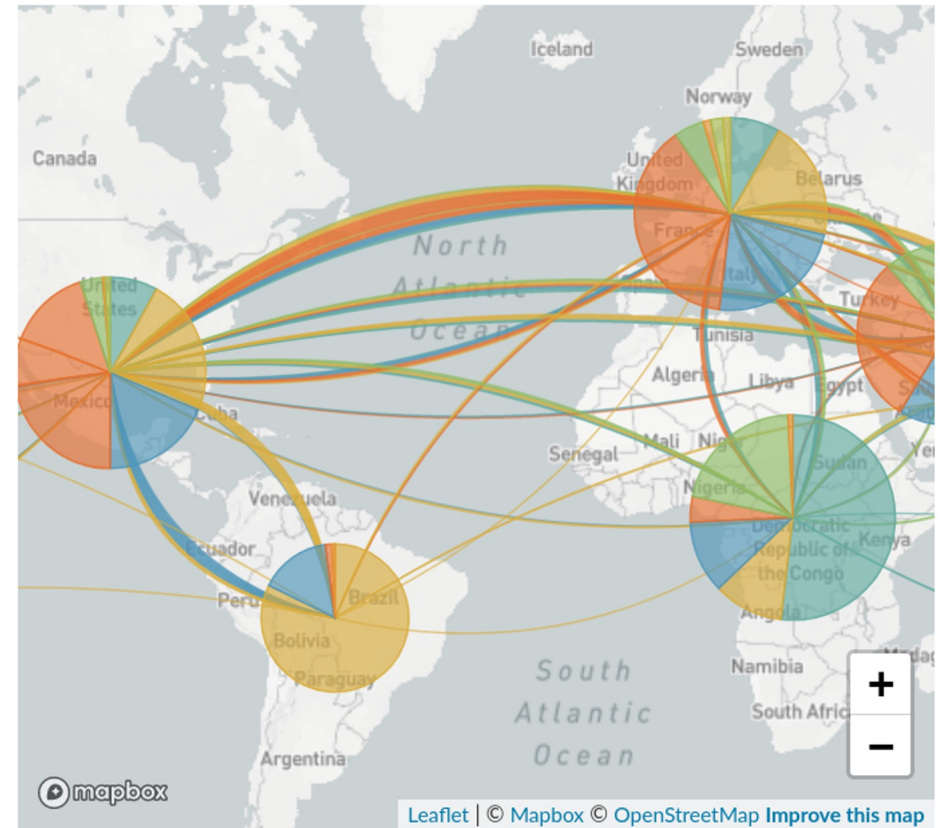 Iceland
Sweden
Norway
Canada
United
Kingdom
Belarus
North
Atlantic
Ocean
France
Italy
Spain
Turkey
United
States
Tunisia
Algeria
Libya
Egypt
Mexico
Cuba
Mali
Niger
Senegal
Sudan
Nigeria
Venezuela
Democratic
Republic of
the Congo
Kenya
Ecuador
Peru
Brazil
Angola
Bolivia
Paraguay
South
Atlantic
Ocean
Namibia
South Afric
Argentina
+
−
mapbox
Leaflet | © Mapbox © OpenStreetMap Improve this map